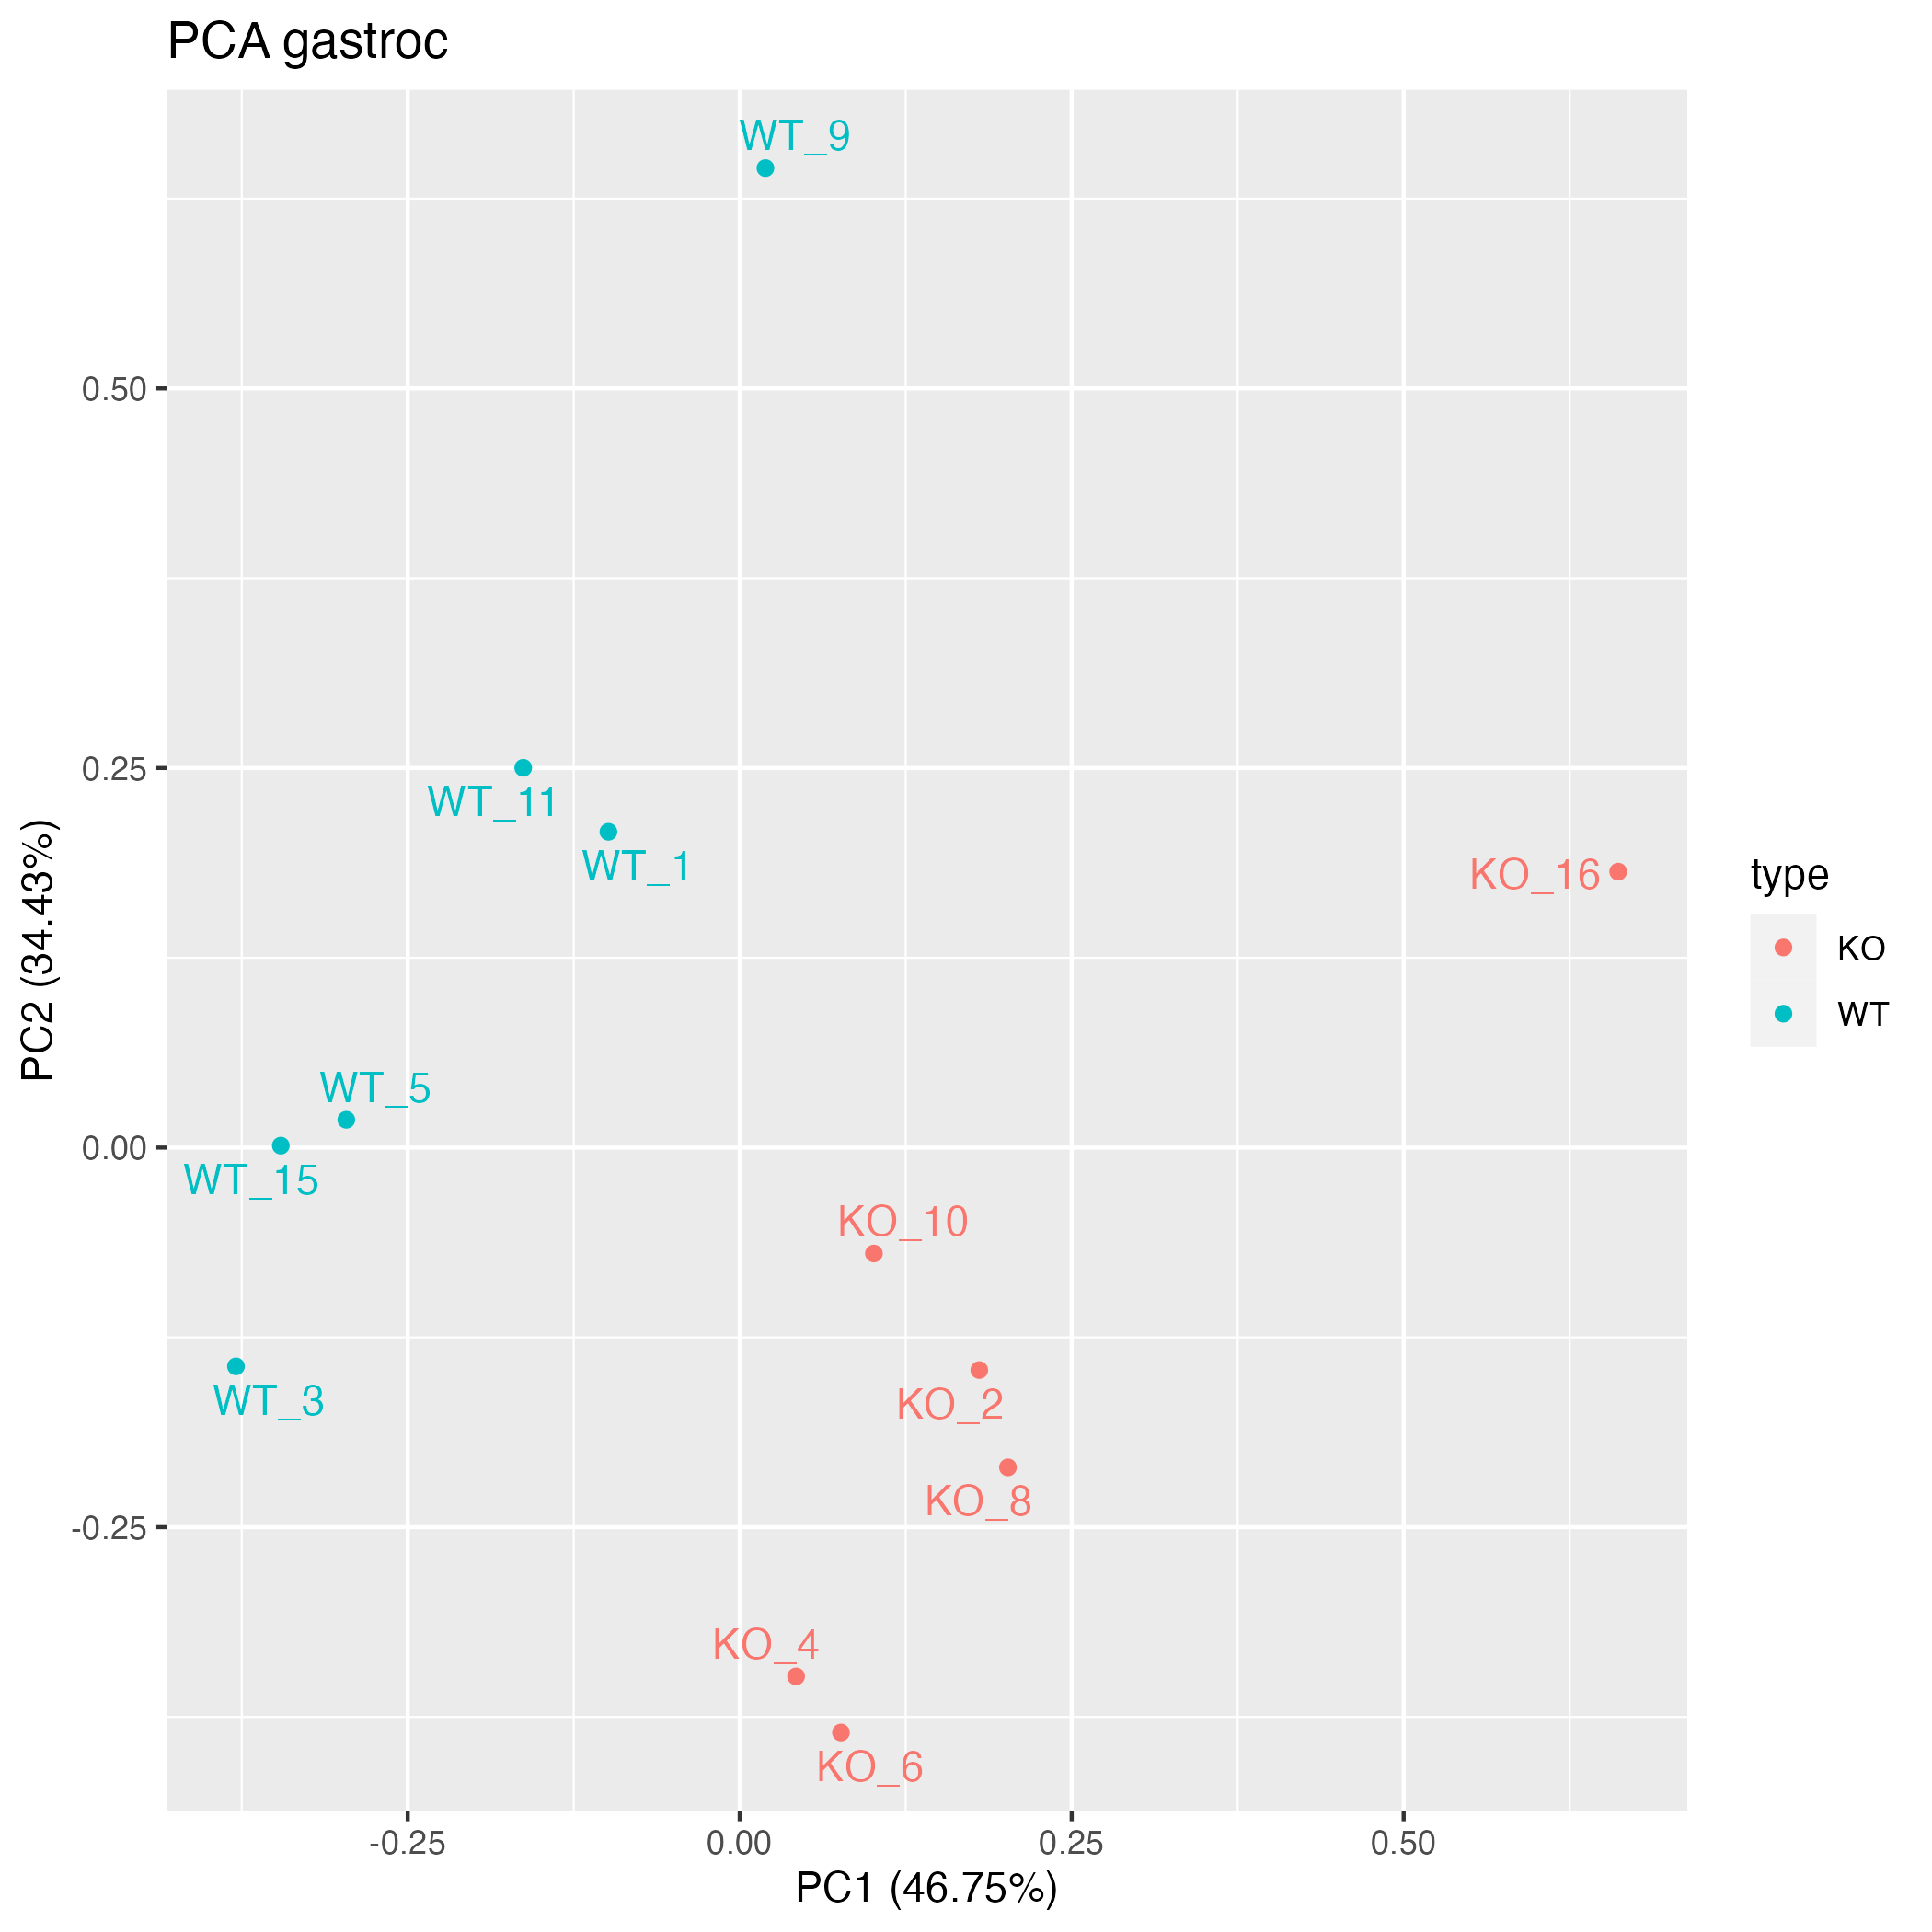 PCA gastroc
WT_9
0.50
0.25
WT_11
WT_1
KO_16
type
KO
WT
PC2 (34.43%)
WT_5
0.00
WT_15
KO_10
WT_3
KO_2
KO_8
-0.25
KO_4
KO_6
-0.25 0.00 0.25 0.50
PC1 (46.75%)